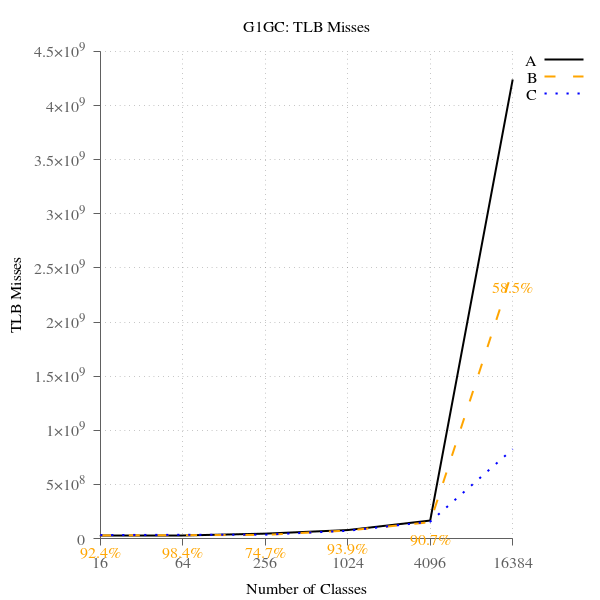 G1GC: TLB Misses
A
B
C
4.5×10⁹
4×10⁹
3.5×10⁹
3×10⁹
2.5×10⁹
2×10⁹
1.5×10⁹
1×10⁹
5×10⁸
0
TLB Misses
58.5%
92.4% 98.4% 74.7% 93.9% 90.7%
16 64 256 1024 4096 16384
Number of Classes